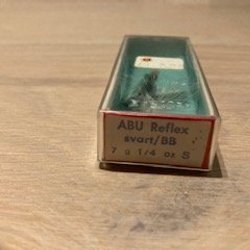 ABU Reflex
svart/BB
7 g 1/4 oz S